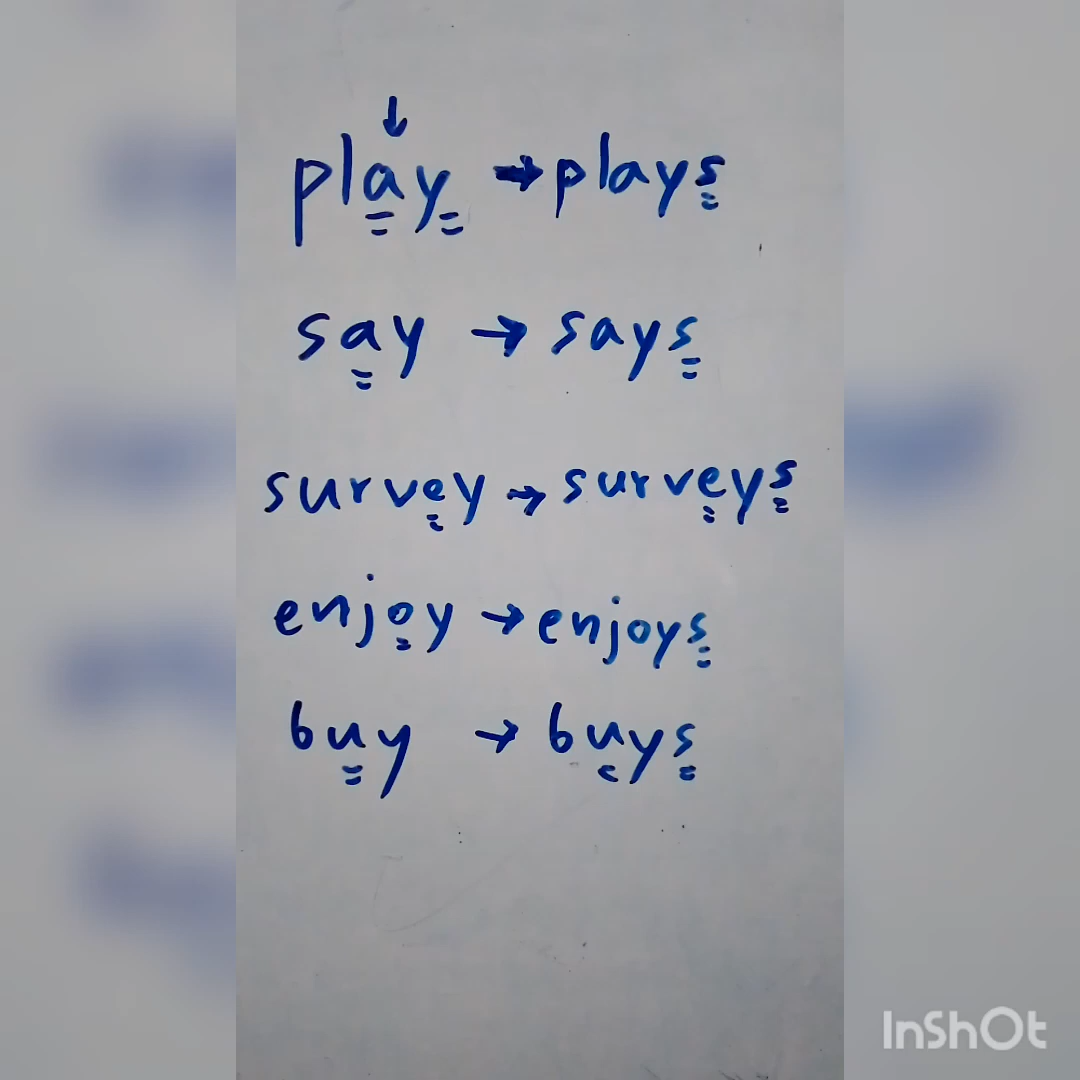 play → plays
say → says
survey → surveys
enjoy → enjoys
buy → buys
InShOt